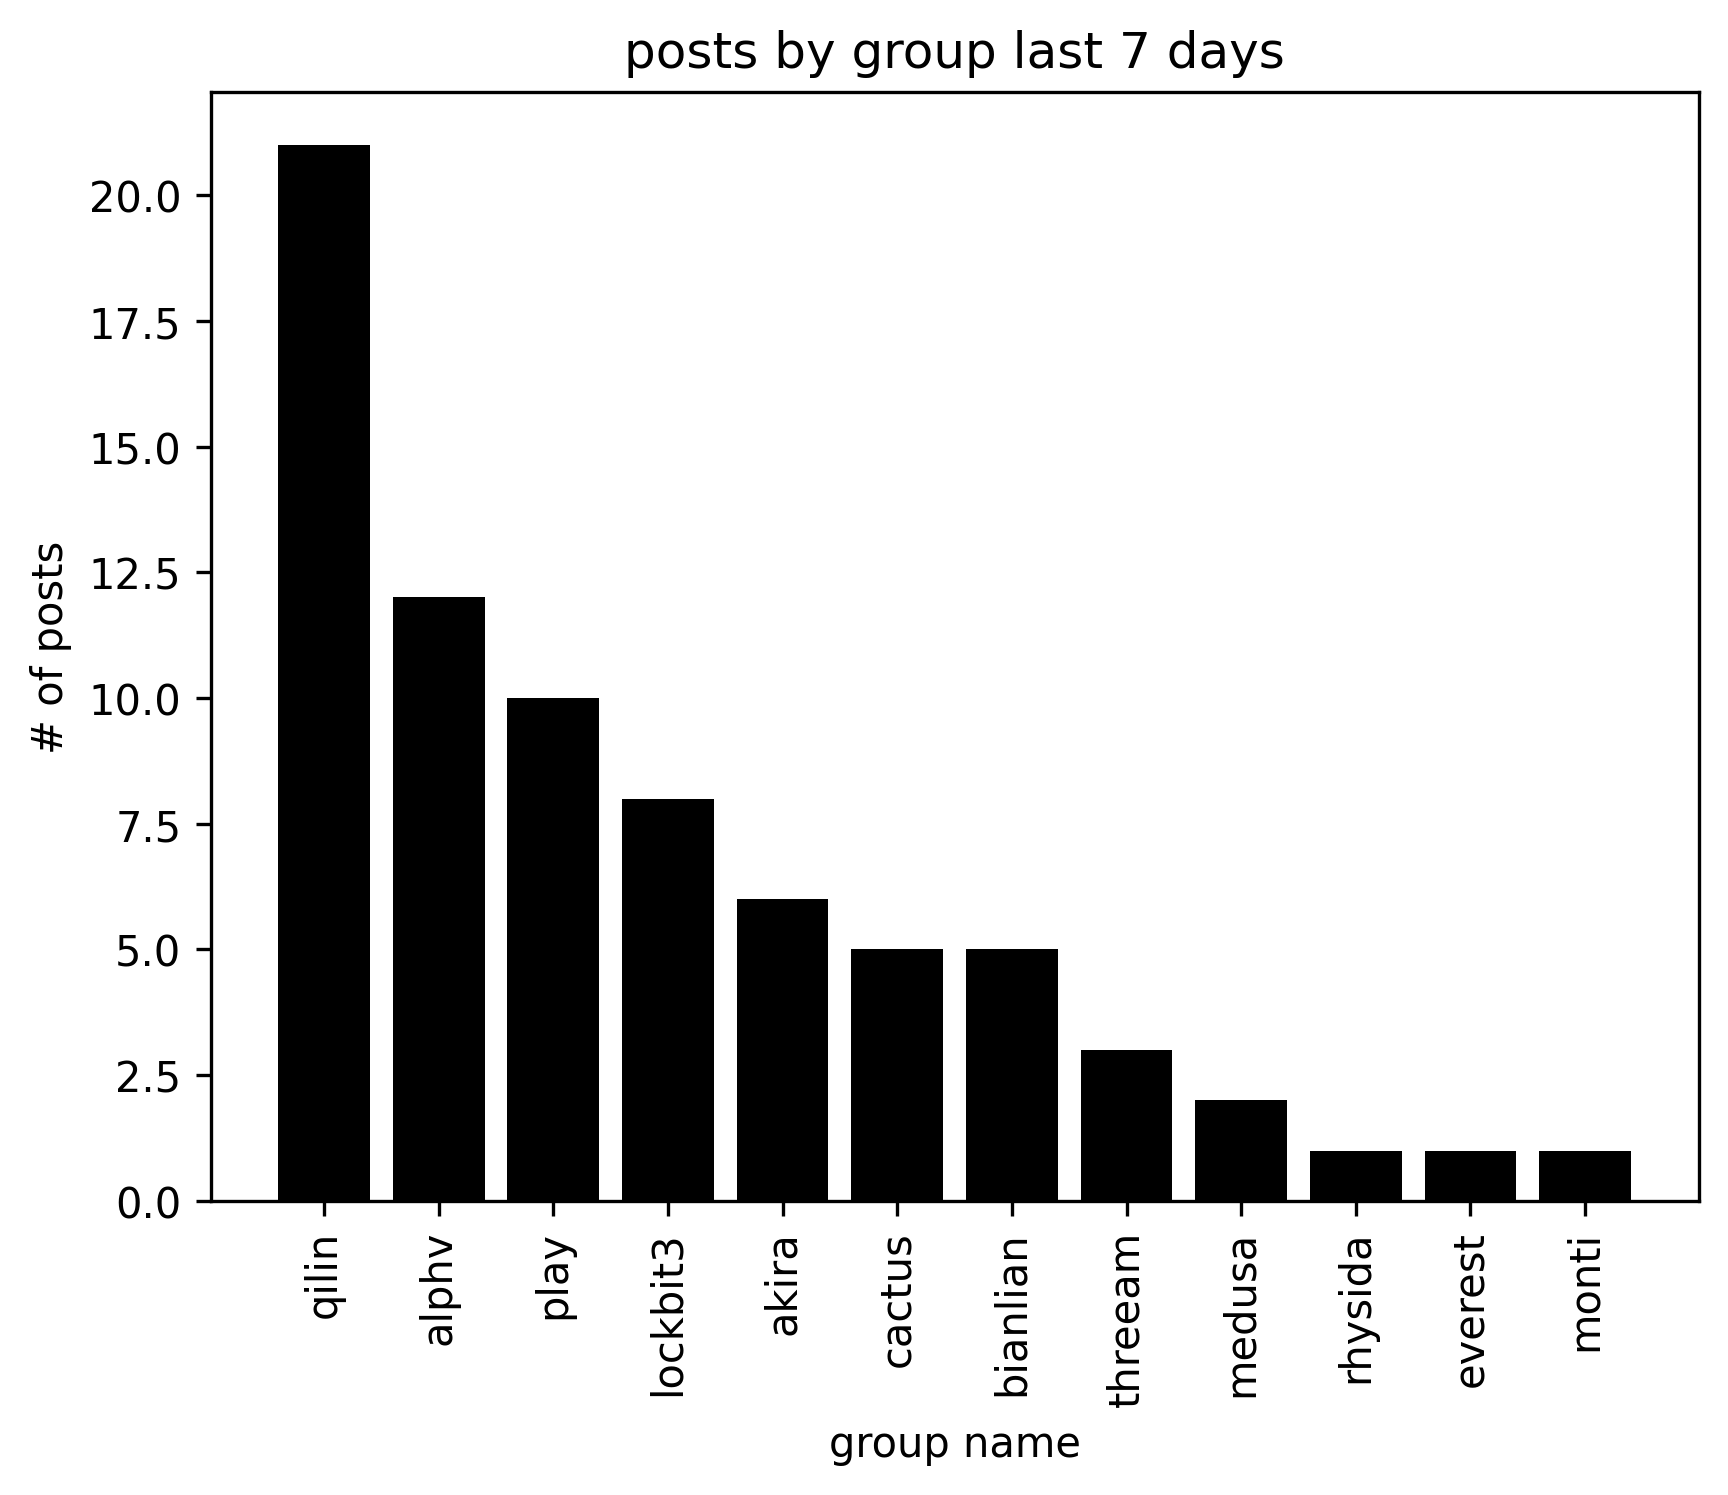 posts by group last 7 days
# of posts
20.0
17.5
15.0
12.5
10.0
7.5
5.0
2.5
0.0
qilin
alphv
play
lockbit3
akira
cactus
bianlian
threeam
medusa
rhysida
everest
monti
group name